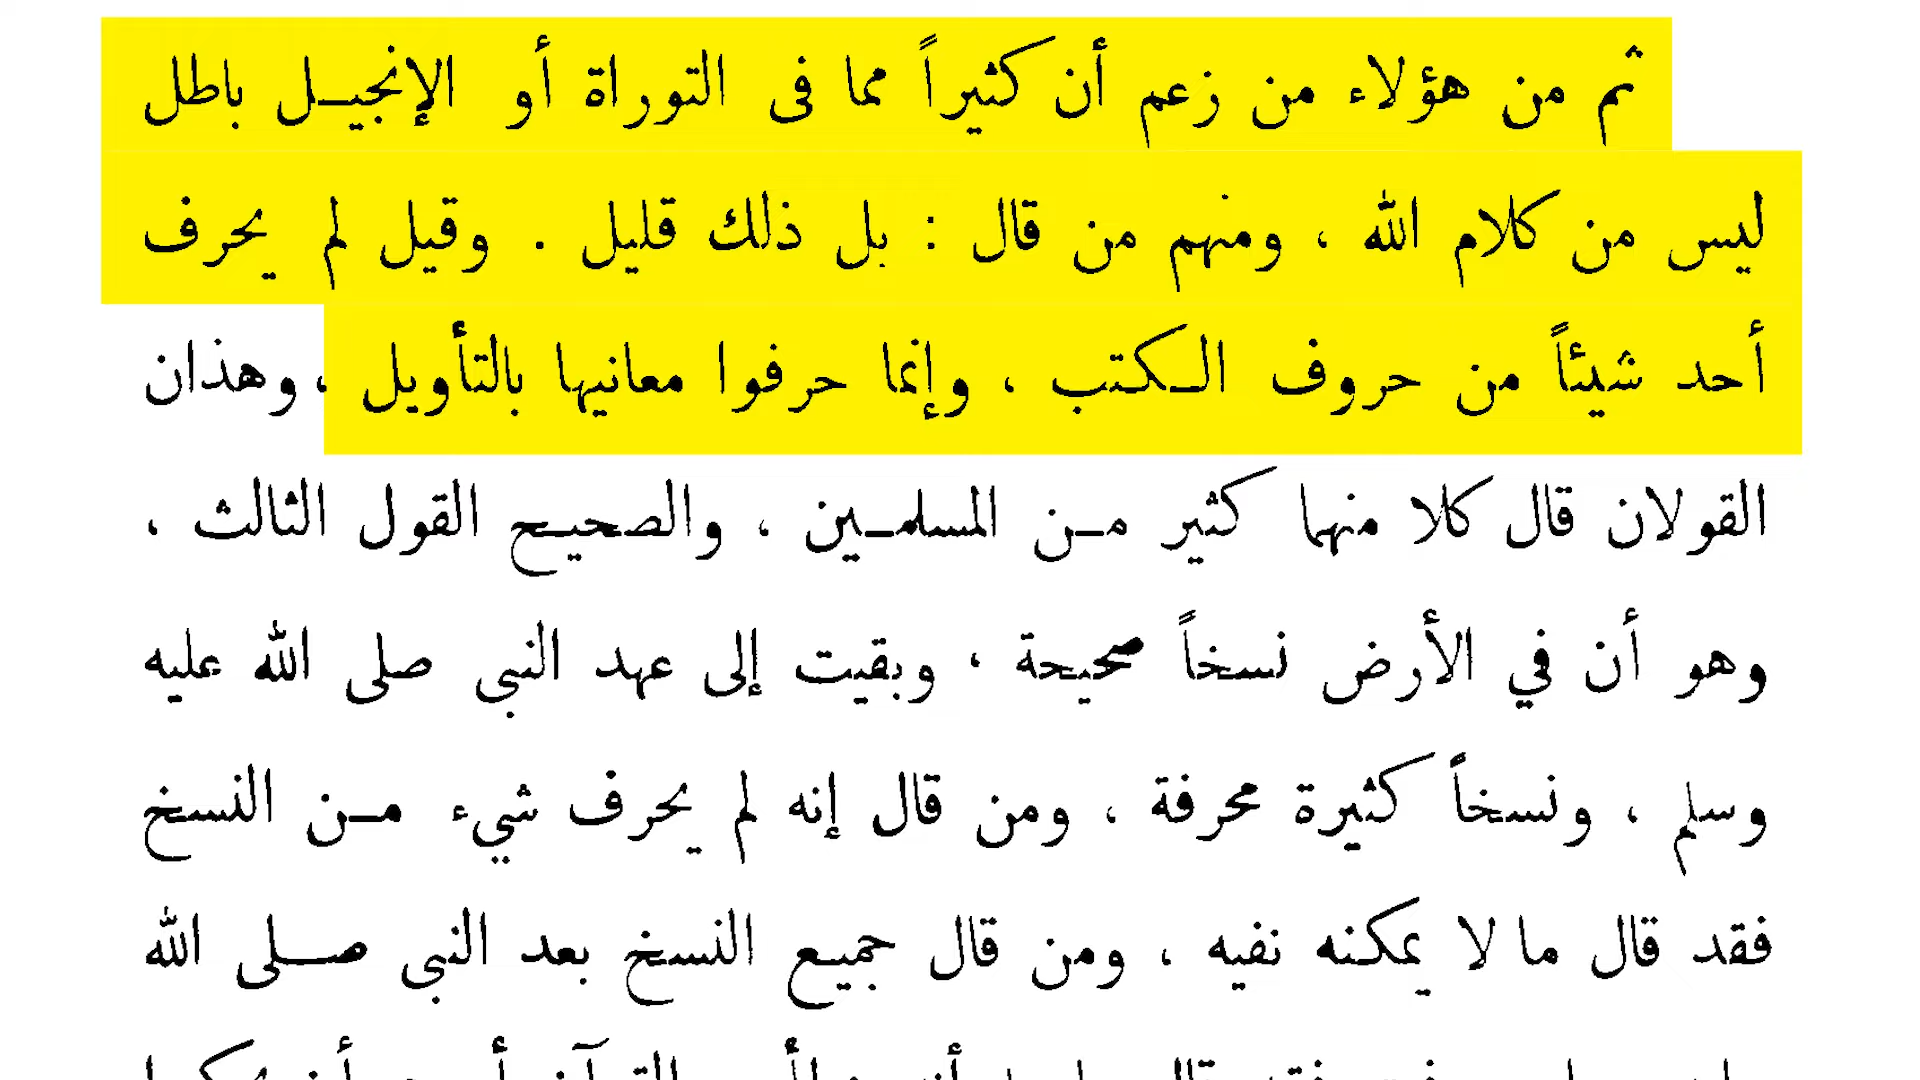 ثم من هؤلاء من زعم أن كثيراً مما فى التوراة أو الإنجيل باطل
ليس من كلام الله ، ومنهم من قال : بل ذلك قليل . وقيل لم يحرف
أحد شيئاً من حروف الكتب ، وإنما حرفوا معانيها بالتأويل ، وهذان
القولان قال كلا منهما كثير من المسلمين ، والصحيح القول الثالث ،
وهو أن في الأرض نسخاً صحيحة ، وبقيت إلى عهد النبى صلى الله عليه
وسلم ، ونسخاً كثيرة محرفة ، ومن قال إنه لم يحرف شيء من النسخ
فقد قال ما لا يمكنه نفيه ، ومن قال جميع النسخ بعد النبى صلى الله